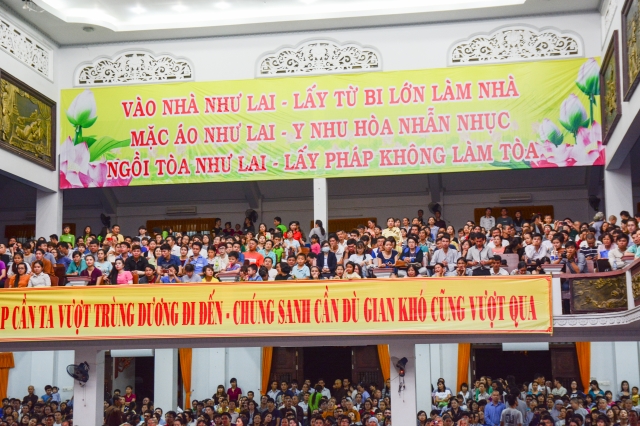 VÀO NHÀ NHƯ LAI - LẤY TỪ BI LỚN LÀM NHÀ
MẶC ÁO NHƯ LAI - Y NHU HÒA NHẪN NHỤC
NGỒI TÒA NHƯ LAI - LẤY PHÁP KHÔNG LÀM TÒA
CẦN TA VƯỢT TRÙNG DƯƠNG ĐI ĐẾN - CHÚNG SANH CẦN DÙ GIAN KHÓ CŨNG VƯỢT QUA